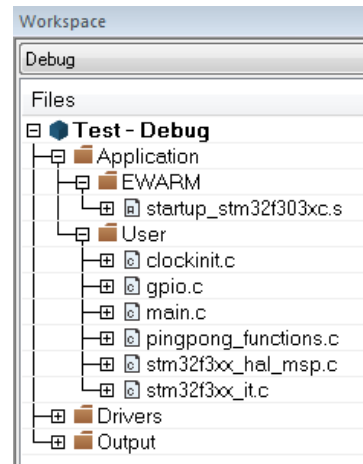 Workspace
Debug
Files
Test - Debug
Application
EWARM
startup_stm32f303xc.s
User
clockinit.c
gpio.c
main.c
pingpong_functions.c
stm32f3xx_hal_msp.c
stm32f3xx_it.c
Drivers
Output